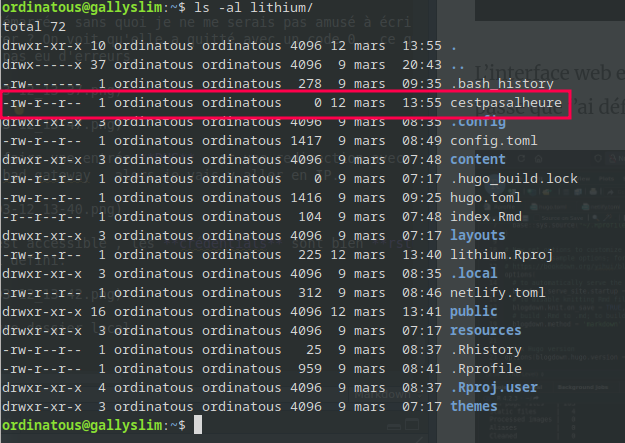 ordinatous@gallyslim:~$ ls -al lithium/
total 72
drwxr-xr-x 10 ordinatous ordinatous 4096 12 mars  13:55 .
drwx-----x 37 ordinatous ordinatous 4096  9 mars  20:43 ..
-rw-------  1 ordinatous ordinatous  278  9 mars  09:35 .bash_history
-rw-r--r--  1 ordinatous ordinatous    0 12 mars  13:55 cestpasalheure
drwxr-xr-x  3 ordinatous ordinatous 4096  9 mars  08:35 .config
-rw-r--r--  1 ordinatous ordinatous 1417  9 mars  08:49 config.toml
drwxr-xr-x  3 ordinatous ordinatous 4096  9 mars  07:48 content
-rw-r--r--  1 ordinatous ordinatous    0  9 mars  07:48 .hugo_build.lock
-rw-r--r--  1 ordinatous ordinatous 1416  9 mars  09:25 hugo.toml
-rw-r--r--  1 ordinatous ordinatous  104  9 mars  07:48 index.Rmd
drwxr-xr-x  3 ordinatous ordinatous 4096  9 mars  07:17 layouts
-rw-r--r--  1 ordinatous ordinatous  225 12 mars  13:40 lithium.Rproj
drwxr-xr-x  3 ordinatous ordinatous 4096  9 mars  08:35 .local
-rw-r--r--  1 ordinatous ordinatous  312  9 mars  08:46 netlify.toml
drwxr-xr-x 16 ordinatous ordinatous 4096 12 mars  13:41 public
drwxr-xr-x  3 ordinatous ordinatous 4096  9 mars  07:17 resources
-rw-r--r--  1 ordinatous ordinatous   25  9 mars  08:37 .Rhistory
-rw-r--r--  1 ordinatous ordinatous  959  9 mars  08:41 .Rprofile
drwxr-xr-x  4 ordinatous ordinatous 4096  9 mars  08:37 .Rproj.user
drwxr-xr-x  3 ordinatous ordinatous 4096  9 mars  07:17 themes
ordinatous@gallyslim:~$
L'interface web e
que j'ai déf
Markdown